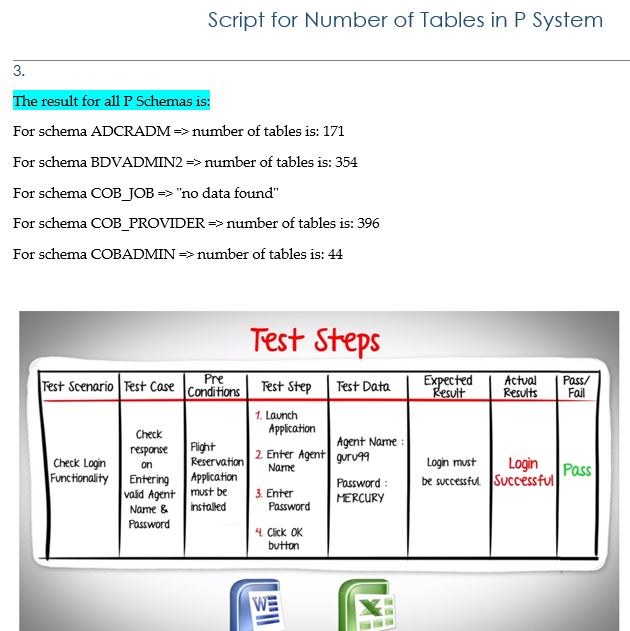 Script for Number of Tables in P System
3.
The result for all P Schemas is:
For schema ADCRADM => number of tables is: 171
For schema BDVADMIN2 => number of tables is: 354
For schema COB_JOB => "no data found"
For schema COB_PROVIDER => number of tables is: 396
For schema COBADMIN => number of tables is: 44
Test Steps
Test Scenario
Test Case
Pre
Conditions
Test Step
Test Data
Expected
Result
Actual
Results
Pass/
Fail
Check Login
Functionality
Check
response
on
Entering
valid Agent
Name &
Password
Flight
Reservation
Application
must be
installed
1. Launch
Application
2. Enter Agent
Name
3. Enter
Password
4. Click OK
button
Agent Name :
guru99
Password :
MERCURY
Login must
be successful.
Login
Successful
Pass
W
X